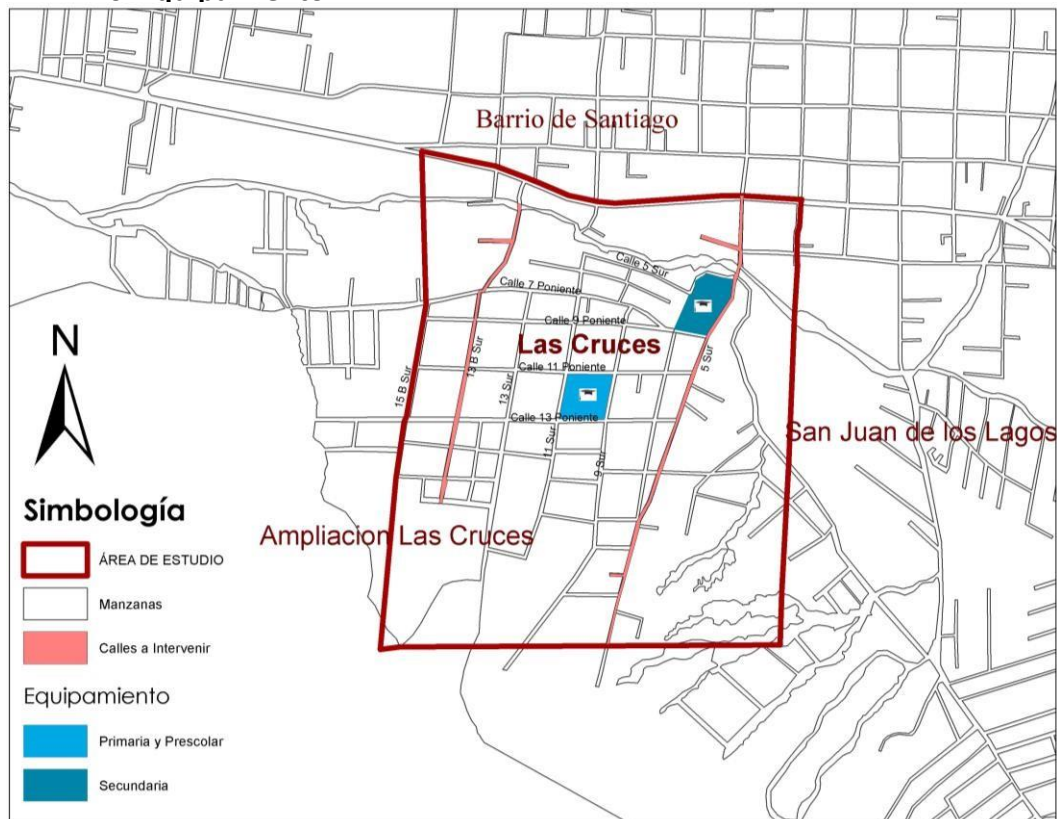 Barrio de Santiago
Calle 5 Sur
Calle 7 Poniente
Calle 9 Poniente
Las Cruces
Calle 11 Poniente
Calle 13 Poniente
15 B Sur
13 B Sur
13 Sur
11 Sur
9 Sur
5 Sur
San Juan de los Lagos
Ampliacion Las Cruces
N
Simbología
ÁREA DE ESTUDIO
Manzanas
Calles a Intervenir
Equipamiento
Primaria y Prescolar
Secundaria